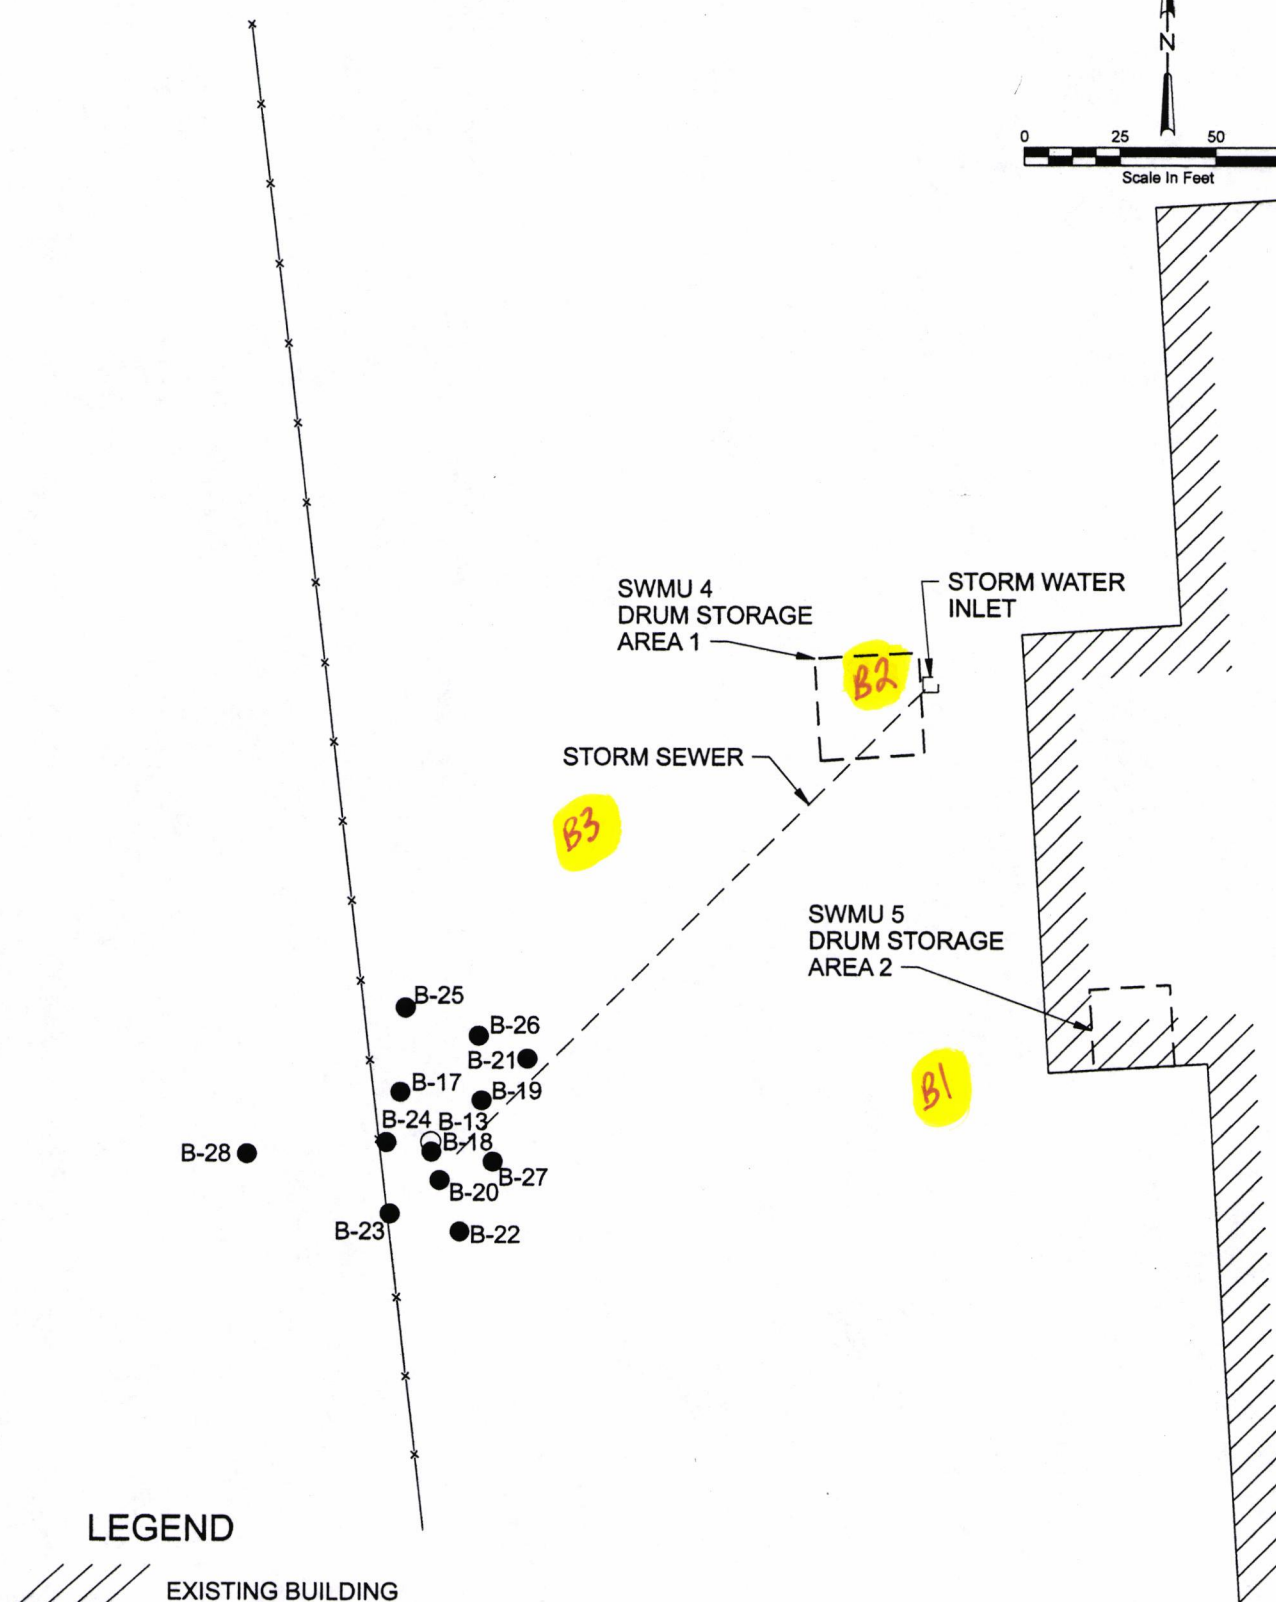 N
0 25 50
Scale In Feet
SWMU 4
DRUM STORAGE
AREA 1
STORM WATER
INLET
B2
STORM SEWER
B3
SWMU 5
DRUM STORAGE
AREA 2
B-25
B-26
B-21
B1
B-17
B-19
B-24
B-13
B-18
B-28
B-27
B-20
B-23
B-22
LEGEND
EXISTING BUILDING